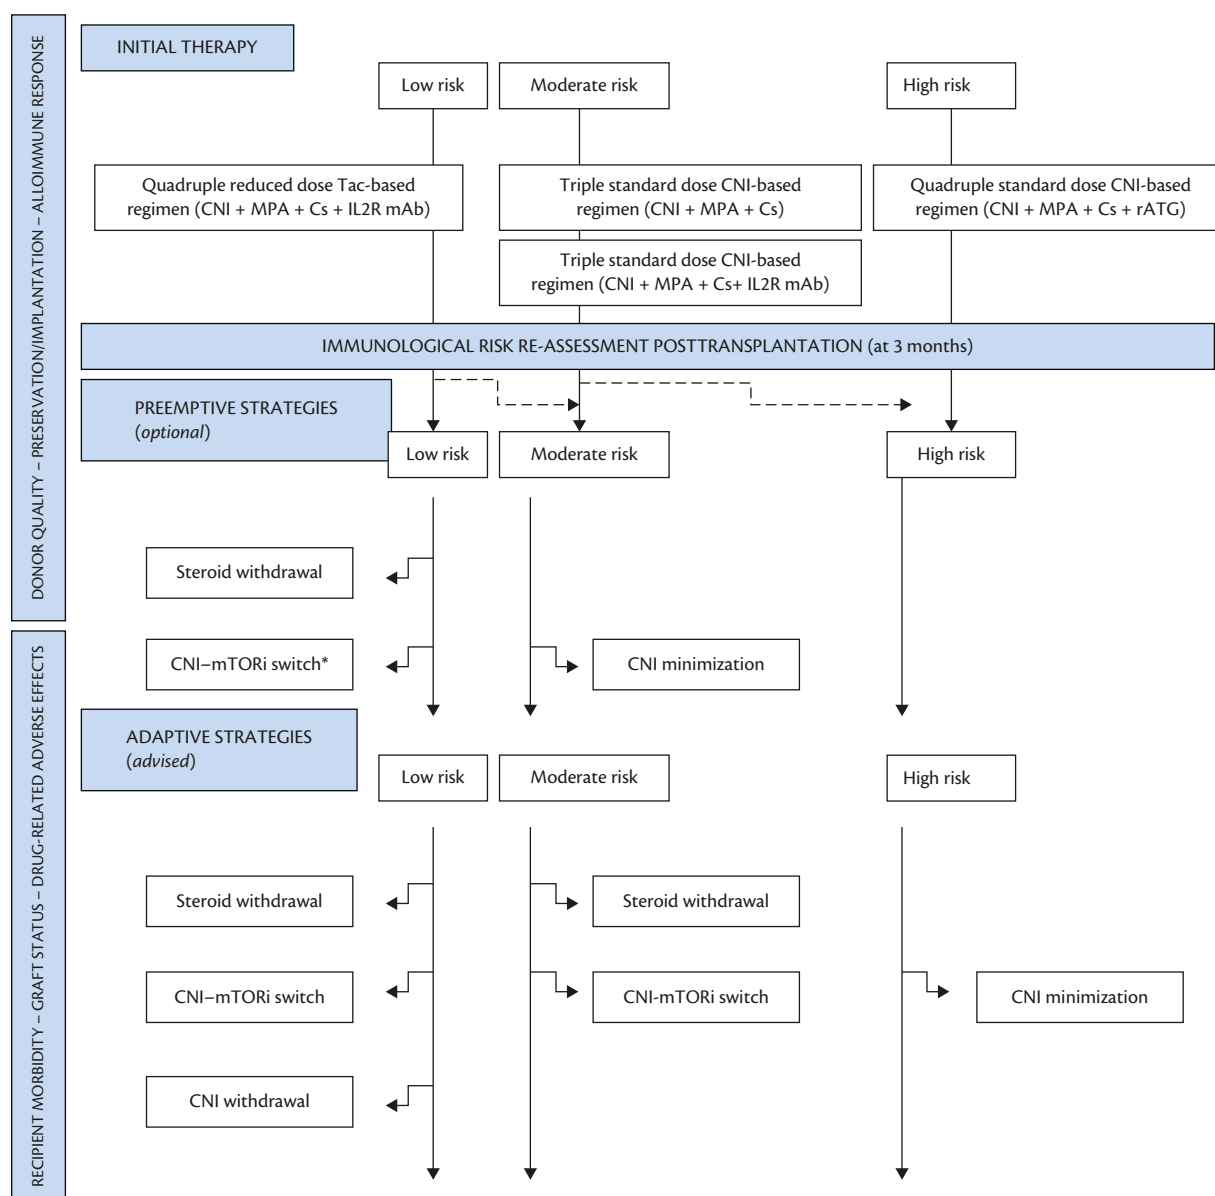 DONOR QUALITY – PRESERVATION/IMPLANTATION – ALLOIMMUNE RESPONSE
INITIAL THERAPY
Low risk
Moderate risk
High risk
Quadruple reduced dose Tac-based
regimen (CNI + MPA + Cs + IL2R mAb)
Triple standard dose CNI-based
regimen (CNI + MPA + Cs)
Quadruple standard dose CNI-based
regimen (CNI + MPA + Cs + rATG)
Triple standard dose CNI-based
regimen (CNI + MPA + Cs+ IL2R mAb)
IMMUNOLOGICAL RISK RE-ASSESSMENT POSTTRANSPLANTATION (at 3 months)
PREEMPTIVE STRATEGIES
(optional)
Low risk
Moderate risk
High risk
Steroid withdrawal
CNI–mTORi switch*
CNI minimization
RECIPIENT MORBIDITY – GRAFT STATUS – DRUG-RELATED ADVERSE EFFECTS
ADAPTIVE STRATEGIES
(advised)
Low risk
Moderate risk
High risk
Steroid withdrawal
Steroid withdrawal
CNI–mTORi switch
CNI-mTORi switch
CNI minimization
CNI withdrawal